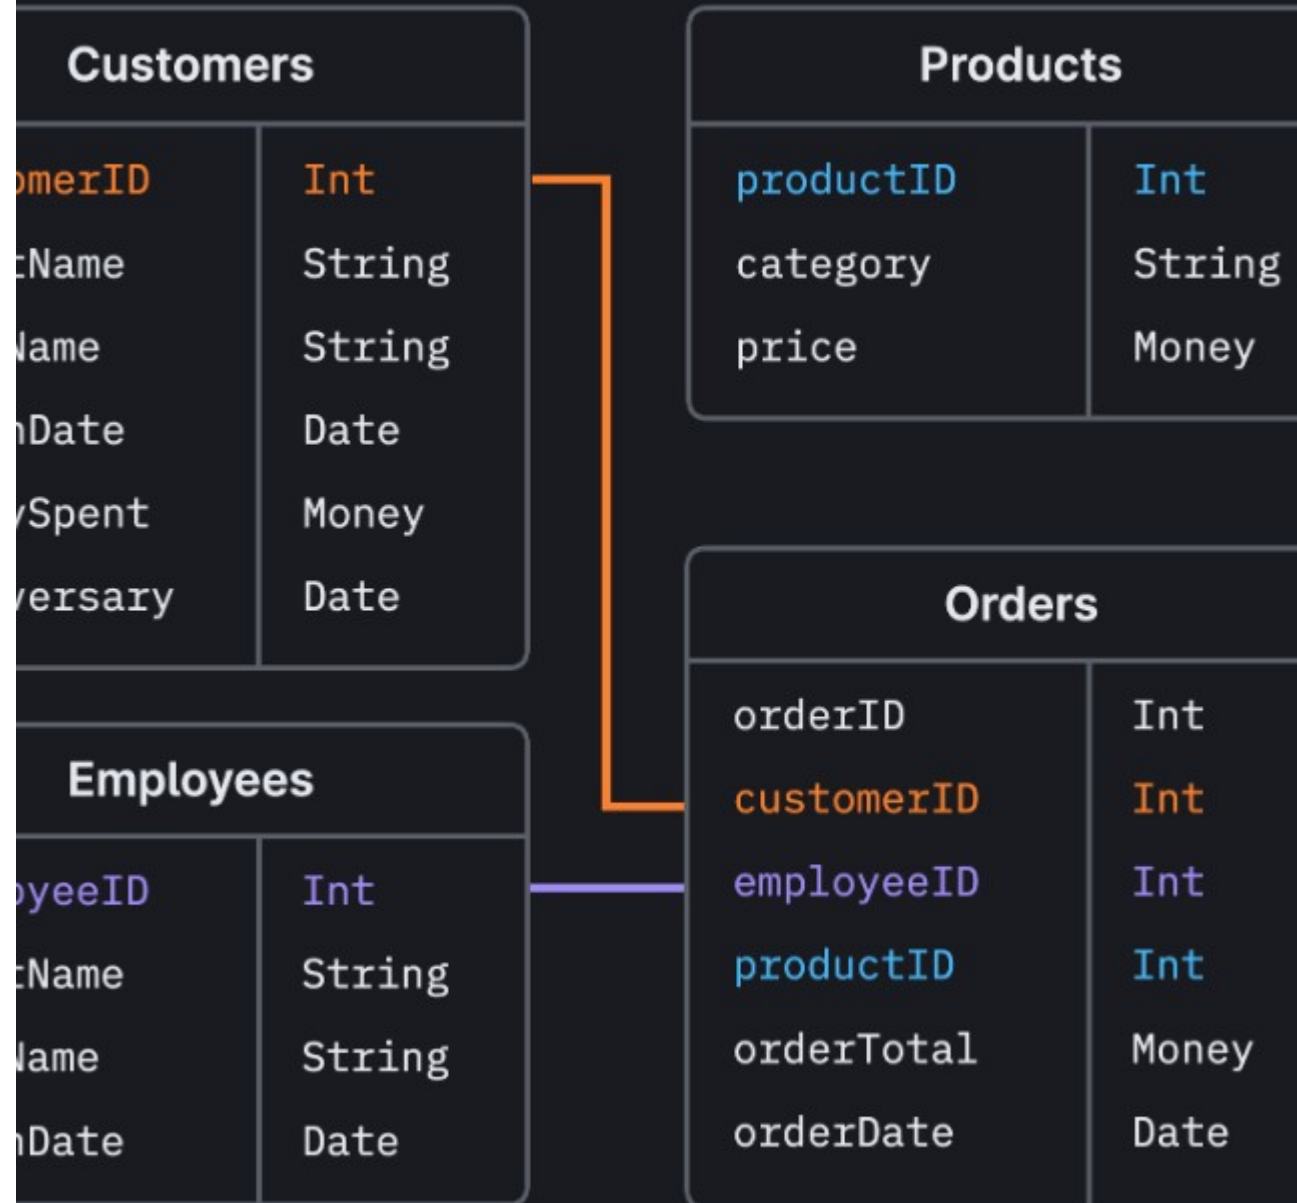 Customers
omerID Int
tName String
Name String
nDate Date
ySpent Money
versary Date
Products
productID Int
category String
price Money
Employees
oyeeID Int
tName String
Name String
nDate Date
Orders
orderID Int
customerID Int
employeeID Int
productID Int
orderTotal Money
orderDate Date